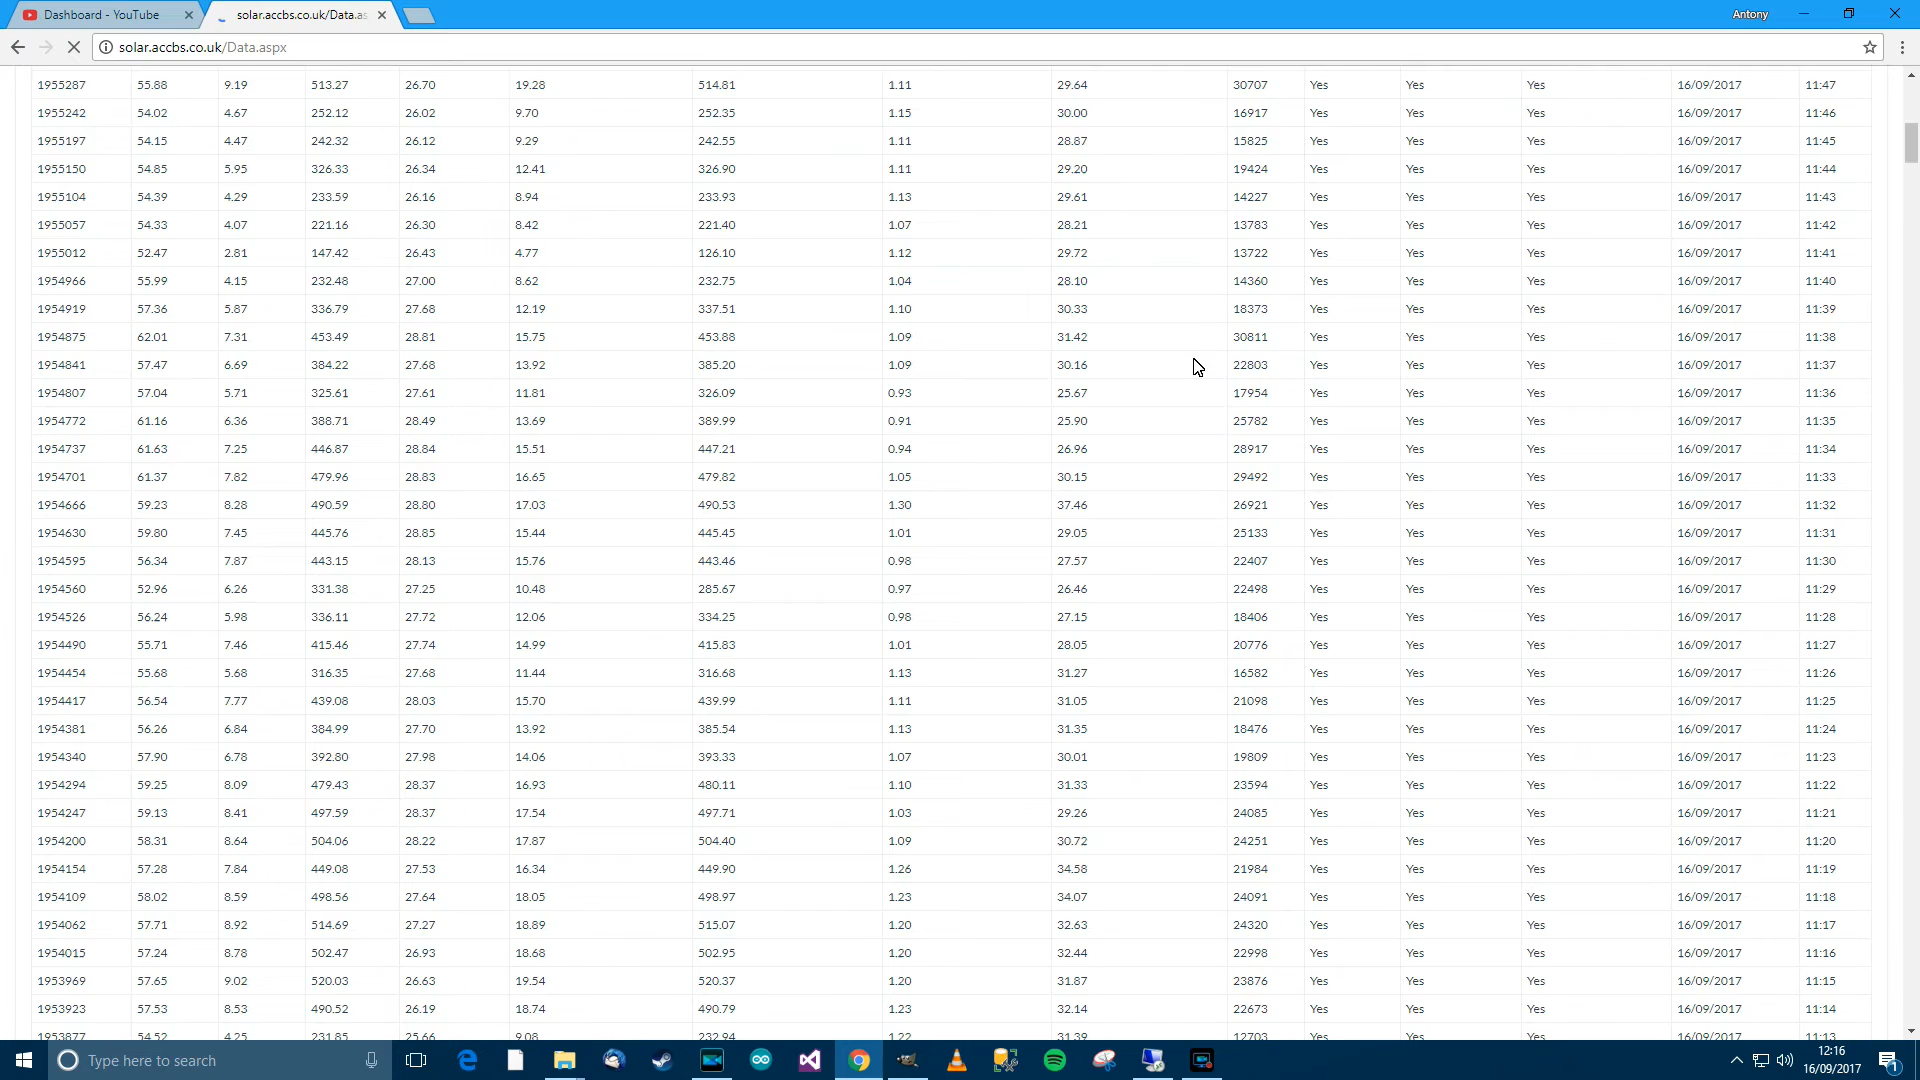 Dashboard - YouTube
solar.accbs.co.uk/Data.as
Antony
solar.accbs.co.uk/Data.aspx
1955287 55.88 9.19 513.27 26.70 19.28 514.81 1.11 29.64 30707 Yes Yes Yes 16/09/2017 11:47
1955242 54.02 4.67 252.12 26.02 9.70 252.35 1.15 30.00 16917 Yes Yes Yes 16/09/2017 11:46
1955197 54.15 4.47 242.32 26.12 9.29 242.55 1.11 28.87 15825 Yes Yes Yes 16/09/2017 11:45
1955150 54.85 5.95 326.33 26.34 12.41 326.90 1.11 29.20 19424 Yes Yes Yes 16/09/2017 11:44
1955104 54.39 4.29 233.59 26.16 8.94 233.93 1.13 29.61 14227 Yes Yes Yes 16/09/2017 11:43
1955057 54.33 4.07 221.16 26.30 8.42 221.40 1.07 28.21 13783 Yes Yes Yes 16/09/2017 11:42
1955012 52.47 2.81 147.42 26.43 4.77 126.10 1.12 29.72 13722 Yes Yes Yes 16/09/2017 11:41
1954966 55.99 4.15 232.48 27.00 8.62 232.75 1.04 28.10 14360 Yes Yes Yes 16/09/2017 11:40
1954919 57.36 5.87 336.79 27.68 12.19 337.51 1.10 30.33 18373 Yes Yes Yes 16/09/2017 11:39
1954875 62.01 7.31 453.49 28.81 15.75 453.88 1.09 31.42 30811 Yes Yes Yes 16/09/2017 11:38
1954841 57.47 6.69 384.22 27.68 13.92 385.20 1.09 30.16 22803 Yes Yes Yes 16/09/2017 11:37
1954807 57.04 5.71 325.61 27.61 11.81 326.09 0.93 25.67 17954 Yes Yes Yes 16/09/2017 11:36
1954772 61.16 6.36 388.71 28.49 13.69 389.99 0.91 25.90 25782 Yes Yes Yes 16/09/2017 11:35
1954737 61.63 7.25 446.87 28.84 15.51 447.21 0.94 26.96 28917 Yes Yes Yes 16/09/2017 11:34
1954701 61.37 7.82 479.96 28.83 16.65 479.82 1.05 30.15 29492 Yes Yes Yes 16/09/2017 11:33
1954666 59.23 8.28 490.59 28.80 17.03 490.53 1.30 37.46 26921 Yes Yes Yes 16/09/2017 11:32
1954630 59.80 7.45 445.76 28.85 15.44 445.45 1.01 29.05 25133 Yes Yes Yes 16/09/2017 11:31
1954595 56.34 7.87 443.15 28.13 15.76 443.46 0.98 27.57 22407 Yes Yes Yes 16/09/2017 11:30
1954560 52.96 6.26 331.38 27.25 10.48 285.67 0.97 26.46 22498 Yes Yes Yes 16/09/2017 11:29
1954526 56.24 5.98 336.11 27.72 12.06 334.25 0.98 27.15 18406 Yes Yes Yes 16/09/2017 11:28
1954490 55.71 7.46 415.46 27.74 14.99 415.83 1.01 28.05 20776 Yes Yes Yes 16/09/2017 11:27
1954454 55.68 5.68 316.35 27.68 11.44 316.68 1.13 31.27 16582 Yes Yes Yes 16/09/2017 11:26
1954417 56.54 7.77 439.08 28.03 15.70 439.99 1.11 31.05 21098 Yes Yes Yes 16/09/2017 11:25
1954381 56.26 6.84 384.99 27.70 13.92 385.54 1.13 31.35 18476 Yes Yes Yes 16/09/2017 11:24
1954340 57.90 6.78 392.80 27.98 14.06 393.33 1.07 30.01 19809 Yes Yes Yes 16/09/2017 11:23
1954294 59.25 8.09 479.43 28.37 16.93 480.11 1.10 31.33 23594 Yes Yes Yes 16/09/2017 11:22
1954247 59.13 8.41 497.59 28.37 17.54 497.71 1.03 29.26 24085 Yes Yes Yes 16/09/2017 11:21
1954200 58.31 8.64 504.06 28.22 17.87 504.40 1.09 30.72 24251 Yes Yes Yes 16/09/2017 11:20
1954154 57.28 7.84 449.08 27.53 16.34 449.90 1.26 34.58 21984 Yes Yes Yes 16/09/2017 11:19
1954109 58.02 8.59 498.56 27.64 18.05 498.97 1.23 34.07 24091 Yes Yes Yes 16/09/2017 11:18
1954062 57.71 8.92 514.69 27.27 18.89 515.07 1.20 32.63 24320 Yes Yes Yes 16/09/2017 11:17
1954015 57.24 8.78 502.47 26.93 18.68 502.95 1.20 32.44 22998 Yes Yes Yes 16/09/2017 11:16
1953969 57.65 9.02 520.03 26.63 19.54 520.37 1.20 31.87 23876 Yes Yes Yes 16/09/2017 11:15
1953923 57.53 8.53 490.52 26.19 18.74 490.79 1.23 32.14 22673 Yes Yes Yes 16/09/2017 11:14
1953877 54.52 4.25 231.85 25.66 9.08 232.94 1.22 31.39 12703 Yes Yes Yes 16/09/2017 11:13
Type here to search
12:16
16/09/2017
1